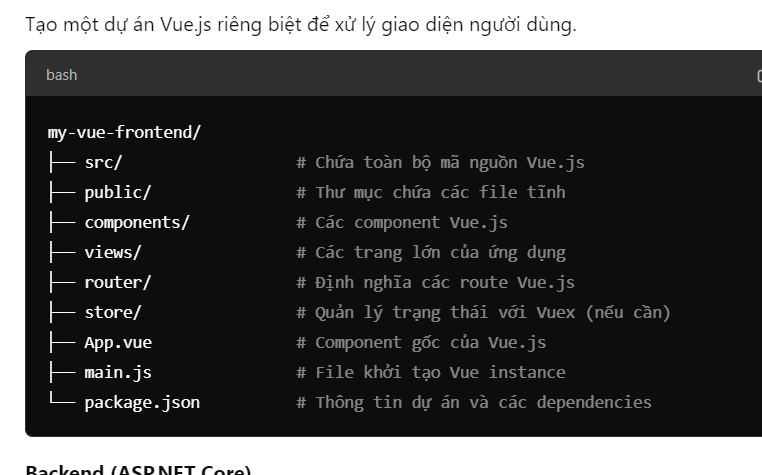 Tạo một dự án Vue.js riêng biệt để xử lý giao diện người dùng.
bash
my-vue-frontend/
├── src/ # Chứa toàn bộ mã nguồn Vue.js
├── public/ # Thư mục chứa các file tĩnh
├── components/ # Các component Vue.js
├── views/ # Các trang lớn của ứng dụng
├── router/ # Định nghĩa các route Vue.js
├── store/ # Quản lý trạng thái với Vuex (nếu cần)
├── App.vue # Component gốc của Vue.js
├── main.js # File khởi tạo Vue instance
└── package.json # Thông tin dự án và các dependencies
Backend (ASP.NET Core)